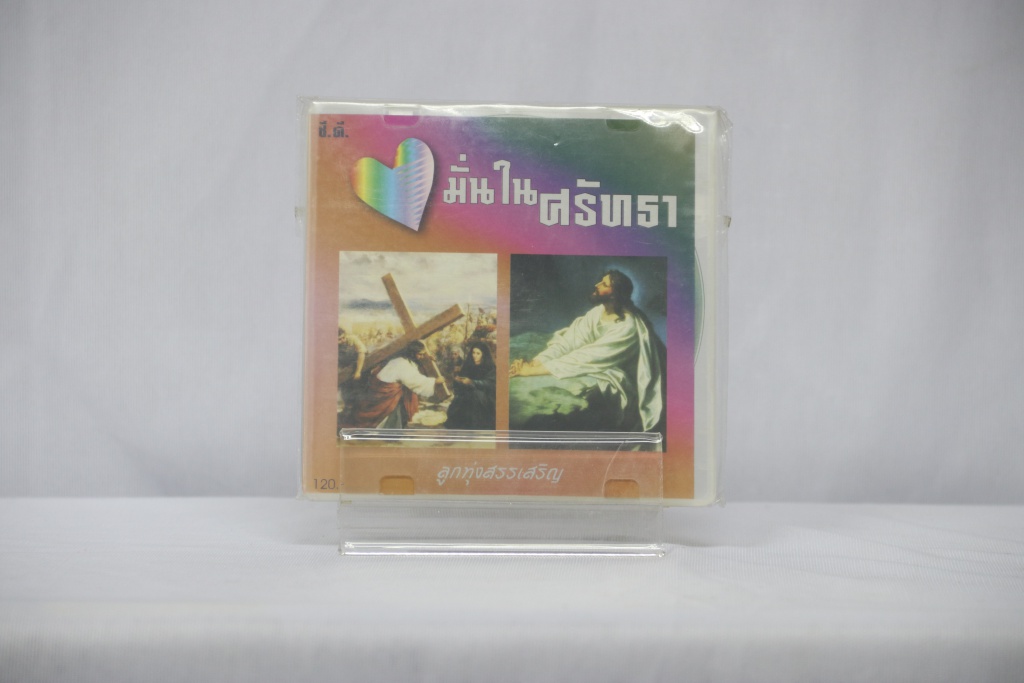 ซี.ดี.
มั่นในศรัทธา
ลูกทุ่งสรรเสริญ
120.-